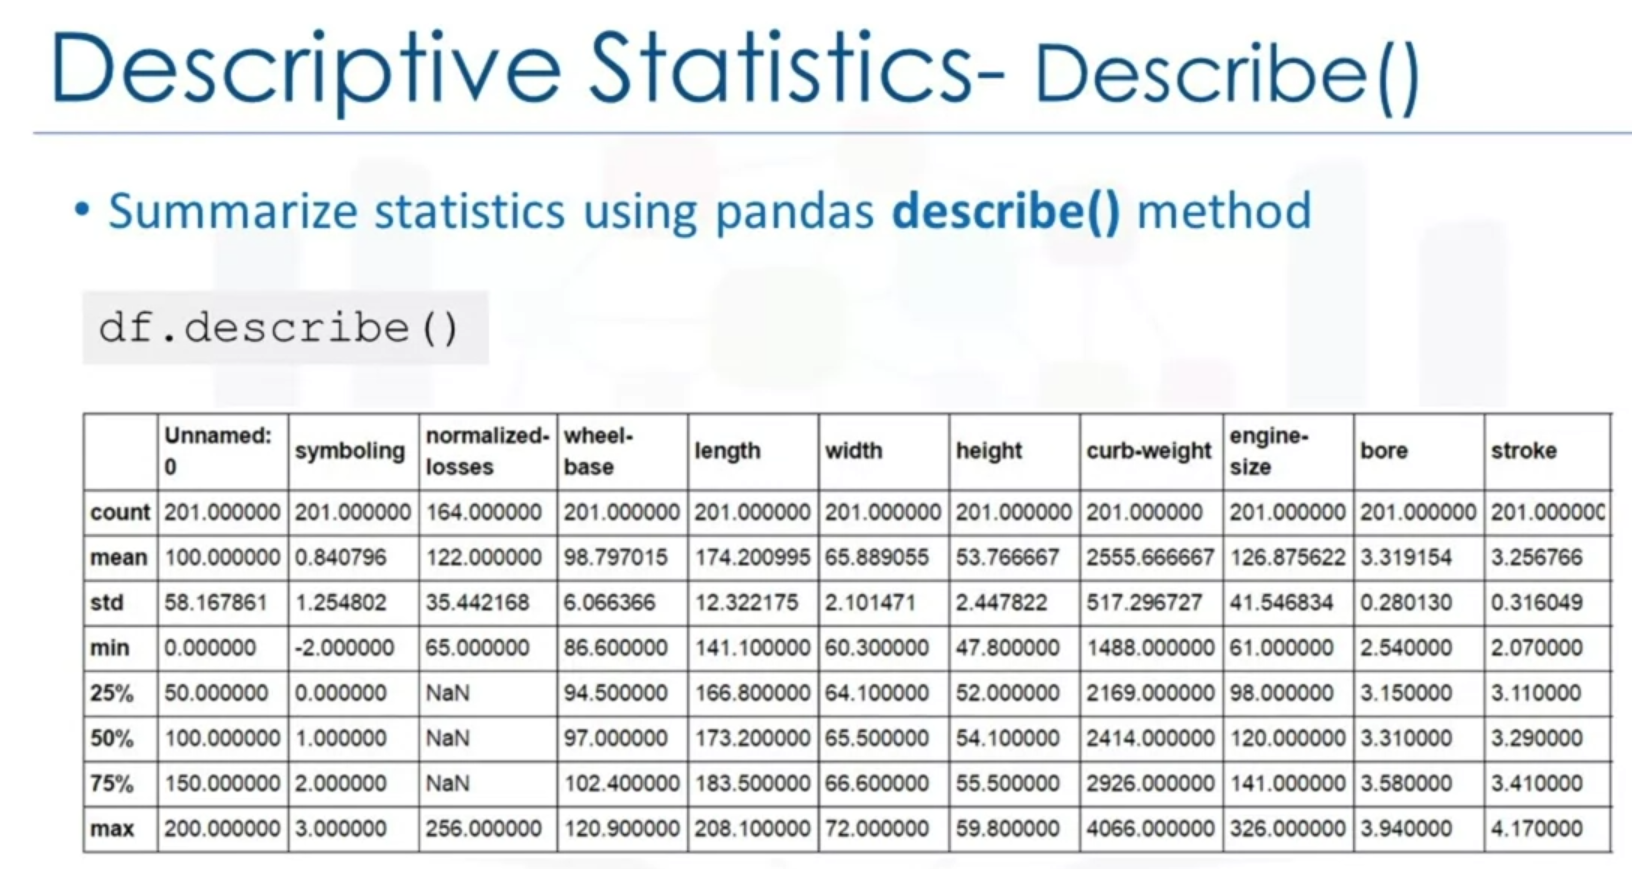 Descriptive Statistics- Describe()
• Summarize statistics using pandas describe() method
df.describe()
Unnamed: 0 symboling normalized-losses wheel-base length width height curb-weight engine-size bore stroke
count 201.000000 201.000000 164.000000 201.000000 201.000000 201.000000 201.000000 201.000000 201.000000 201.000000 201.000000
mean 100.000000 0.840796 122.000000 98.797015 174.200995 65.889055 53.766667 2555.666667 126.875622 3.319154 3.256766
std 58.167861 1.254802 35.442168 6.066366 12.322175 2.101471 2.447822 517.296727 41.546834 0.280130 0.316049
min 0.000000 -2.000000 65.000000 86.600000 141.100000 60.300000 47.800000 1488.000000 61.000000 2.540000 2.070000
25% 50.000000 0.000000 NaN 94.500000 166.800000 64.100000 52.000000 2169.000000 98.000000 3.150000 3.110000
50% 100.000000 1.000000 NaN 97.000000 173.200000 65.500000 54.100000 2414.000000 120.000000 3.310000 3.290000
75% 150.000000 2.000000 NaN 102.400000 183.500000 66.600000 55.500000 2926.000000 141.000000 3.580000 3.410000
max 200.000000 3.000000 256.000000 120.900000 208.100000 72.000000 59.800000 4066.000000 326.000000 3.940000 4.170000